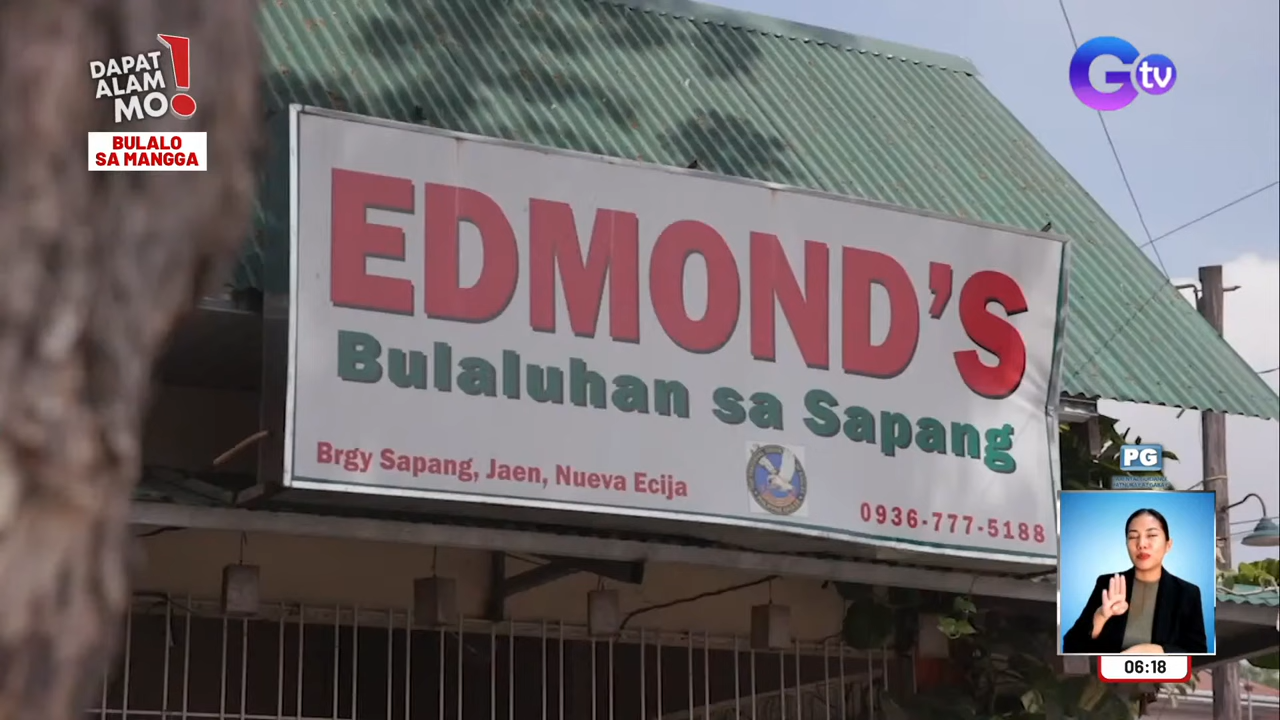 DAPAT
ALAM
MO!
BULALO
SA MANGGA
Gtv
EDMOND'S
Bulaluhan sa Sapang
Brgy Sapang, Jaen, Nueva Ecija
0936-777-5188
PG
06:18